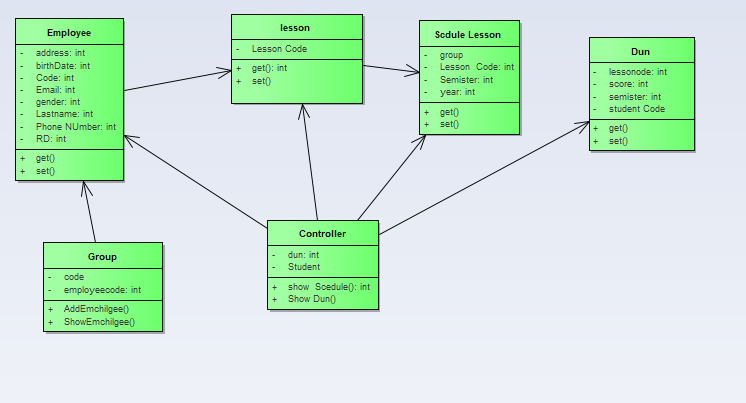 Employee
- address: int
- birthDate: int
- Code: int
- Email: int
- gender: int
- Lastname: int
- Phone NUmber: int
- RD: int
+ get()
+ set()
lesson
- Lesson Code
+ get(): int
+ set()
Scdule Lesson
- group
- Lesson Code: int
- Semister: int
- year: int
+ get()
+ set()
Dun
- lessonode: int
- score: int
- semister: int
- student Code
+ get()
+ set()
Group
- code
- employeecode: int
+ AddEmchilgee()
+ ShowEmchilgee()
Controller
- dun: int
- Student
+ show Scedule(): int
+ Show Dun()